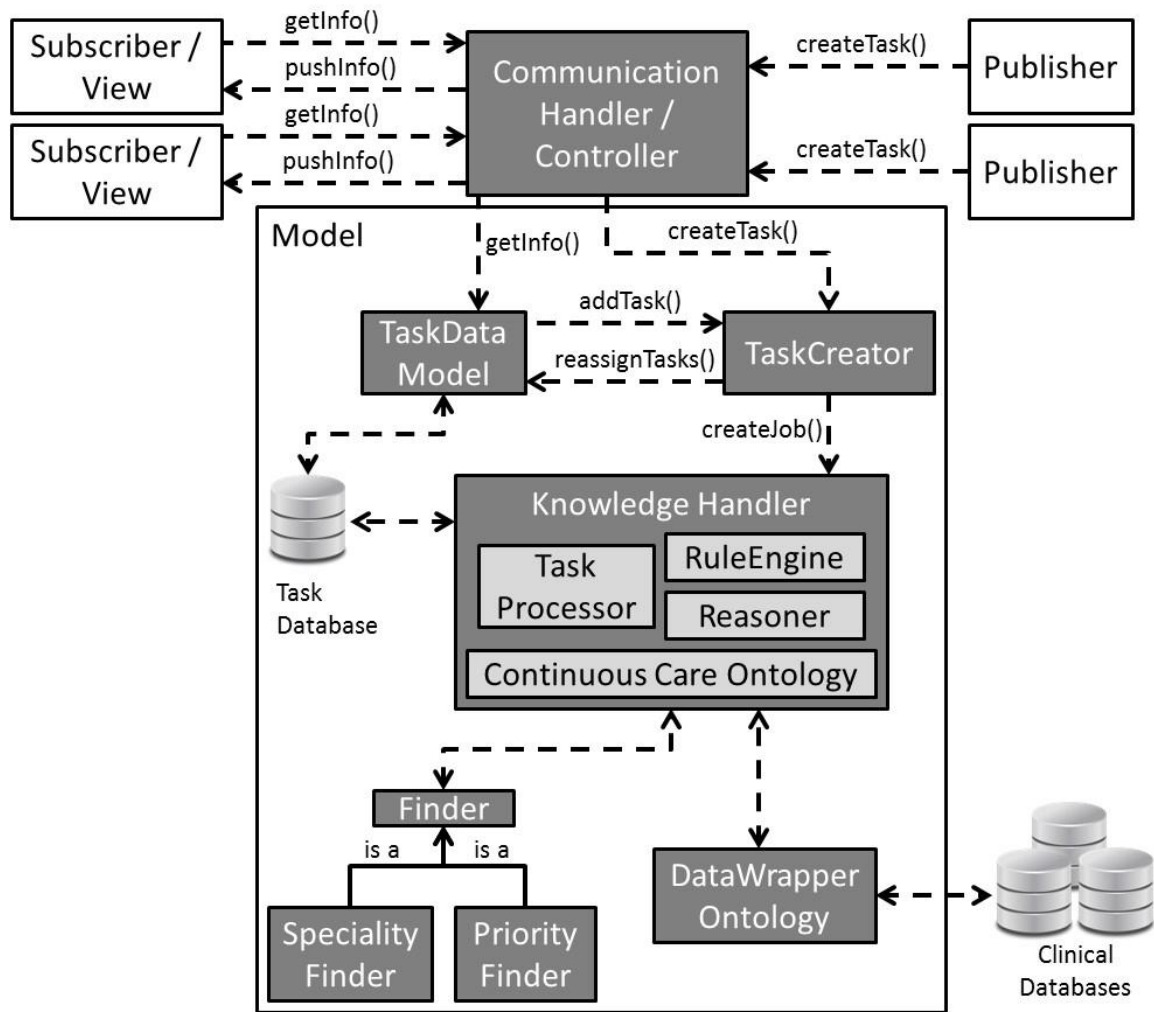 getInfo()
Subscriber /
View
pushInfo()
getInfo()
Subscriber /
View
pushInfo()
Communication
Handler /
Controller
createTask()
Publisher
createTask()
Publisher
Model
getInfo()
createTask()
TaskData
Model
addTask()
reassignTasks()
TaskCreator
createJob()
Task
Database
Knowledge Handler
Task
Processor
RuleEngine
Reasoner
Continuous Care Ontology
Finder
is a
is a
Speciality
Finder
Priority
Finder
DataWrapper
Ontology
Clinical
Databases